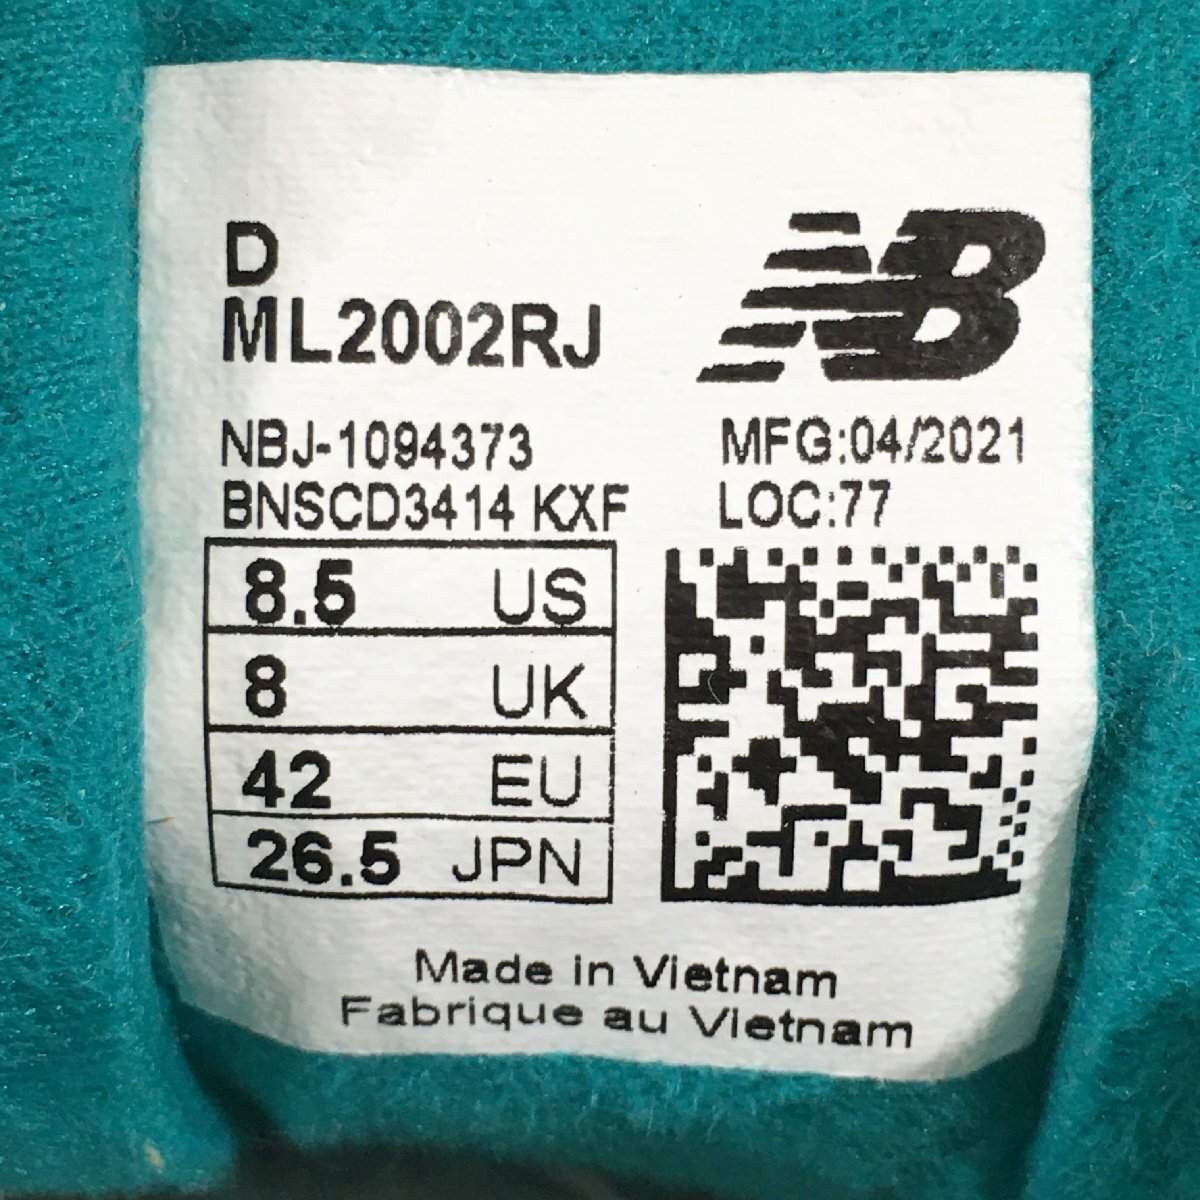 D
ML2002RJ
NB
NBJ-1094373
MFG:04/2021
BNSCD3414 KXF
LOC:77
8.5 US
8 UK
42 EU
26.5 JPN
Made in Vietnam
Fabrique au Vietnam